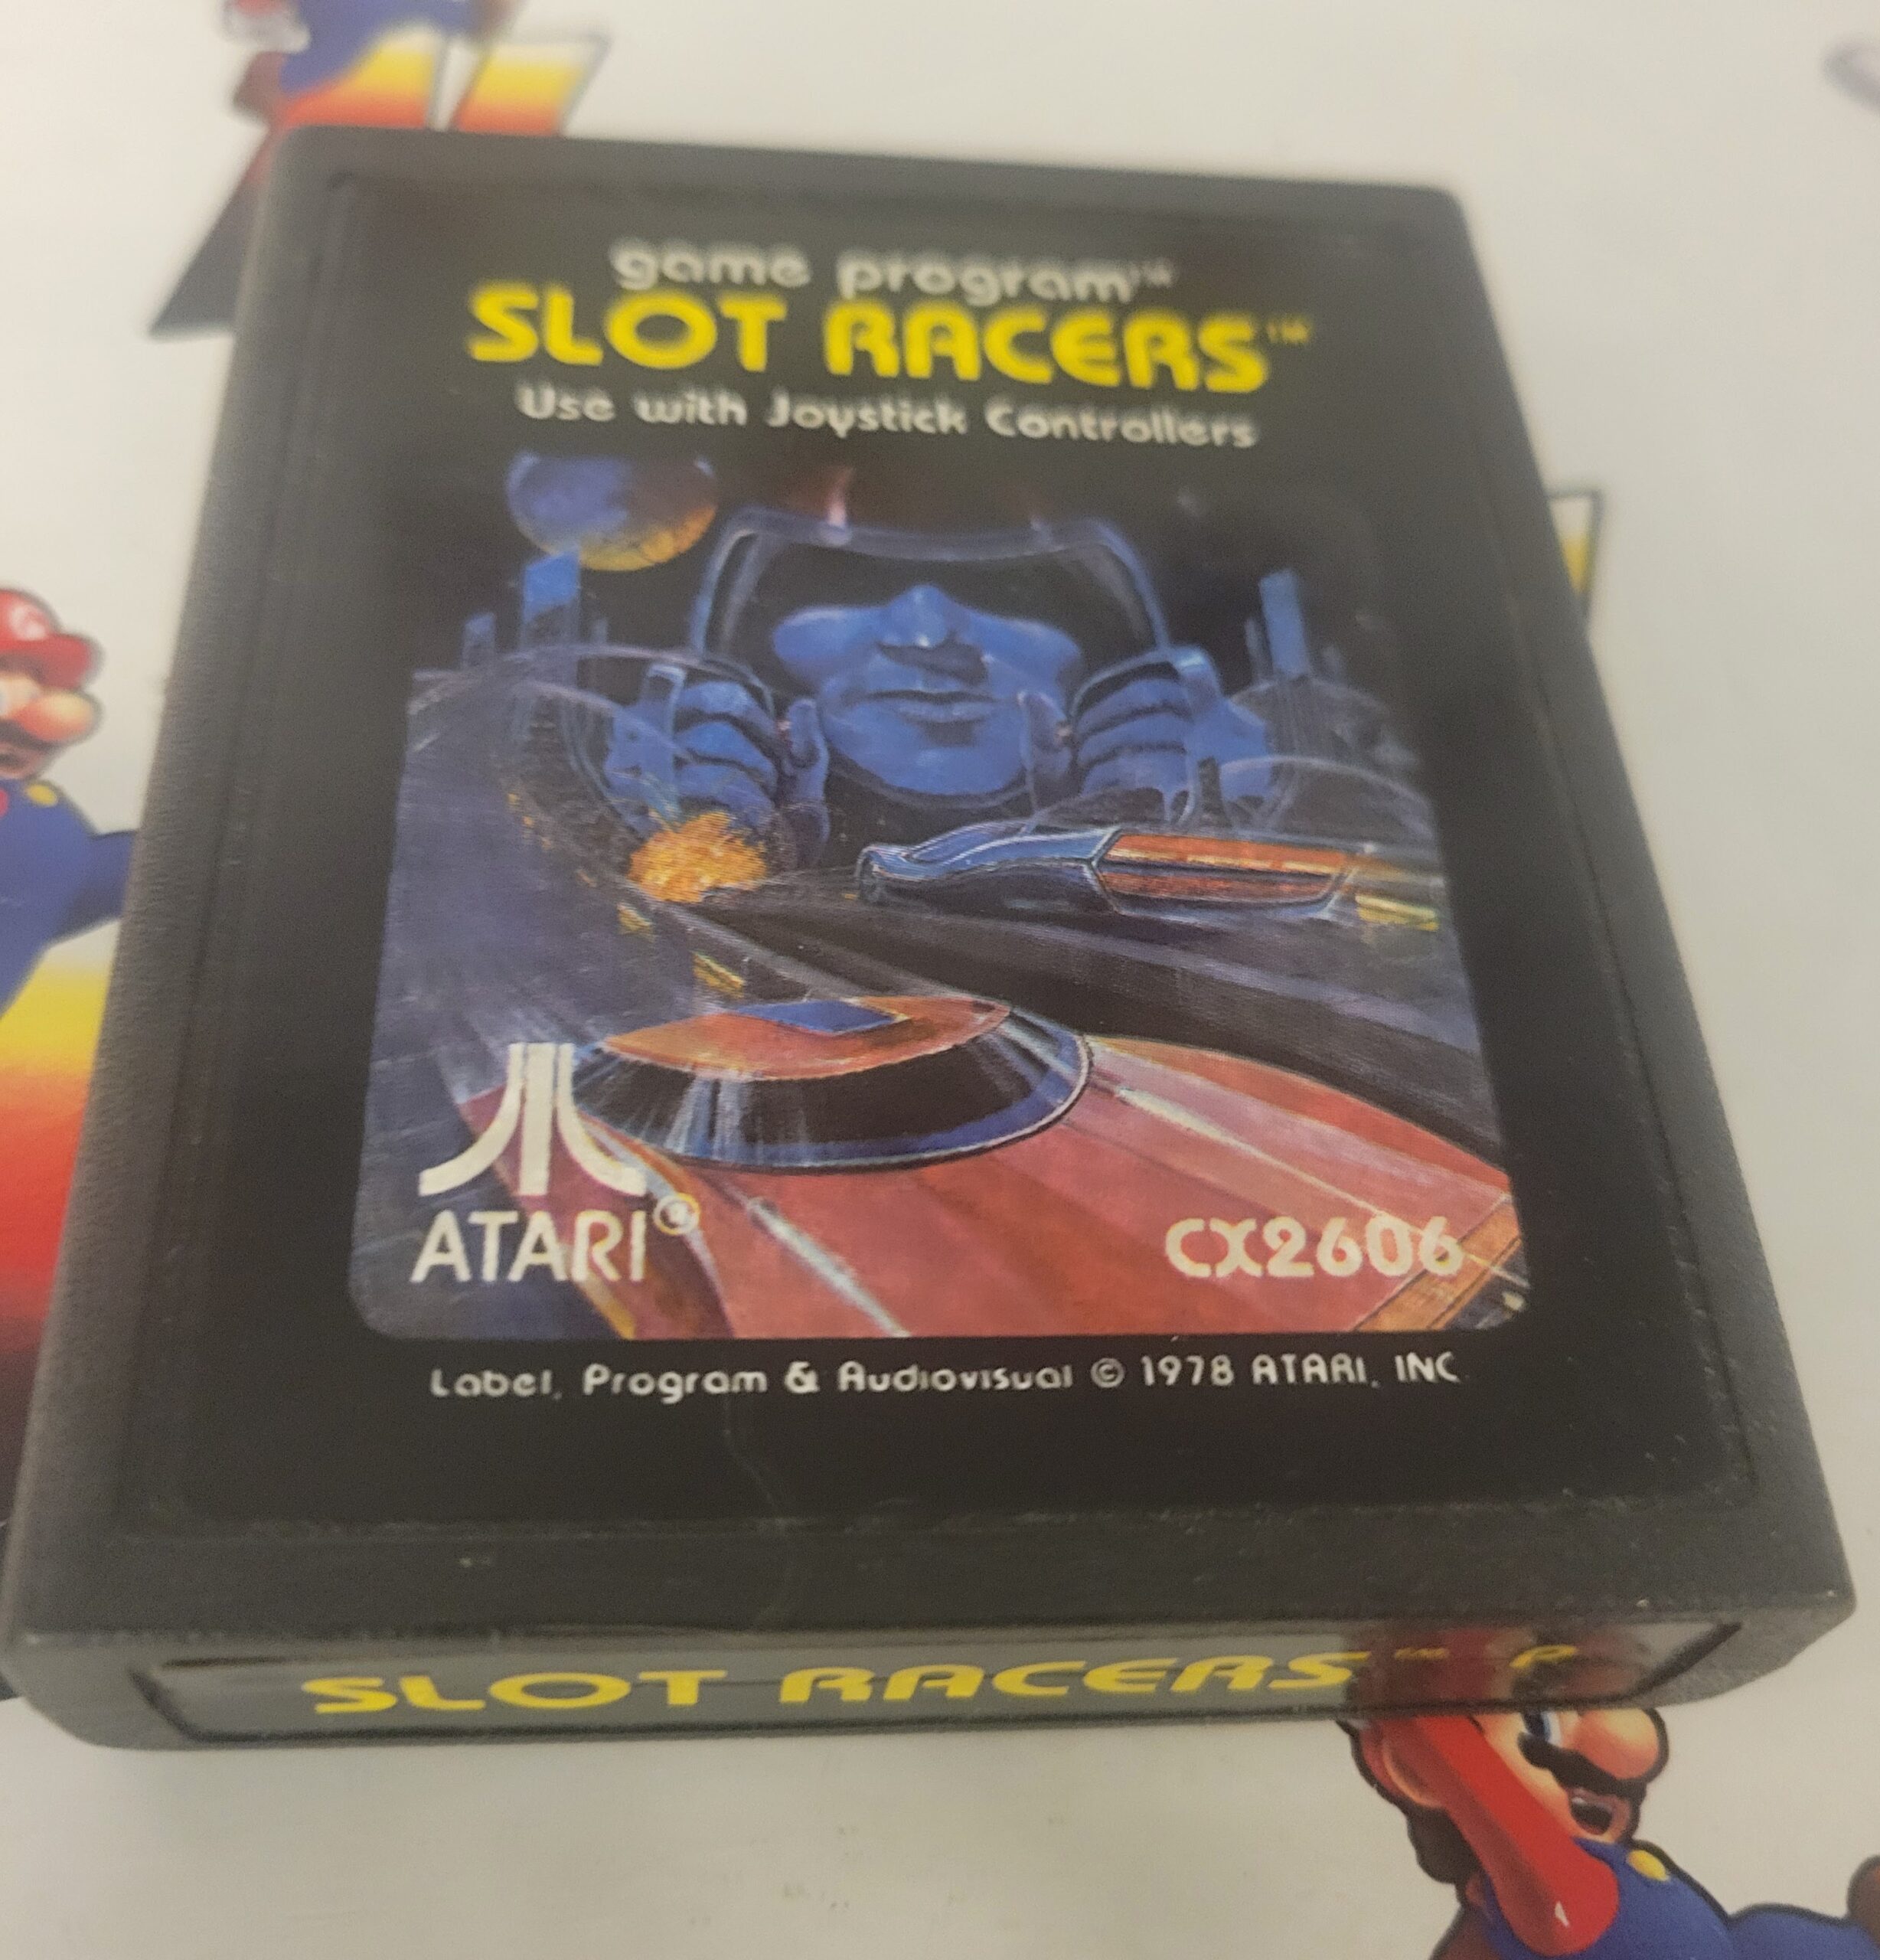 game program™
SLOT RACERS™
Use with Joystick Controllers
ATARI®
CX2606
Label, Program & Audiovisual © 1978 ATARI, INC
SLOT RACERS™ P